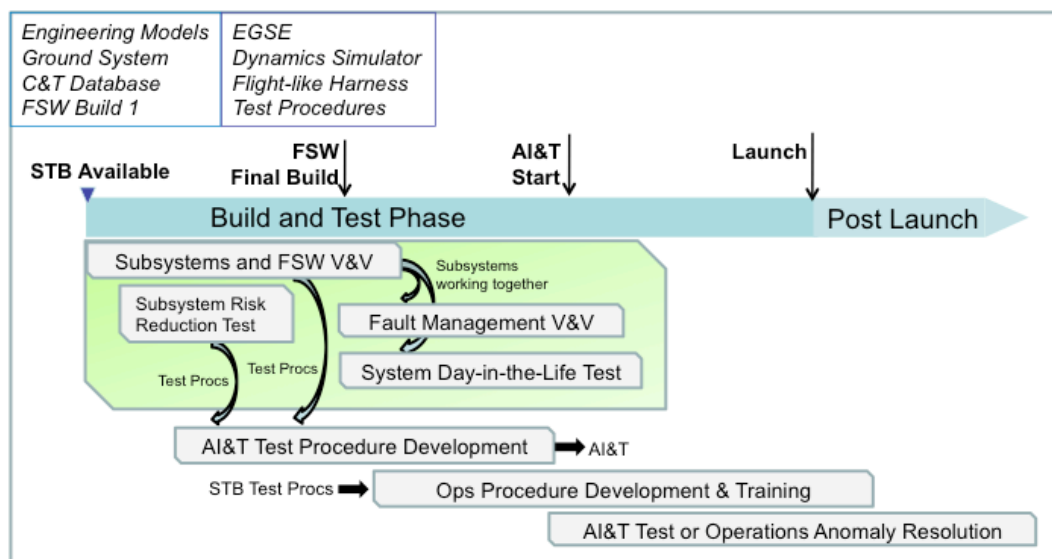 Engineering Models
Ground System
C&T Database
FSW Build 1
EGSE
Dynamics Simulator
Flight-like Harness
Test Procedures
STB Available
FSW
Final Build
AI&T
Start
Launch
Build and Test Phase
Post Launch
Subsystems and FSW V&V
Subsystems
working together
Subsystem Risk
Reduction Test
Fault Management V&V
System Day-in-the-Life Test
Test Procs
Test Procs
AI&T Test Procedure Development
AI&T
STB Test Procs
Ops Procedure Development & Training
AI&T Test or Operations Anomaly Resolution